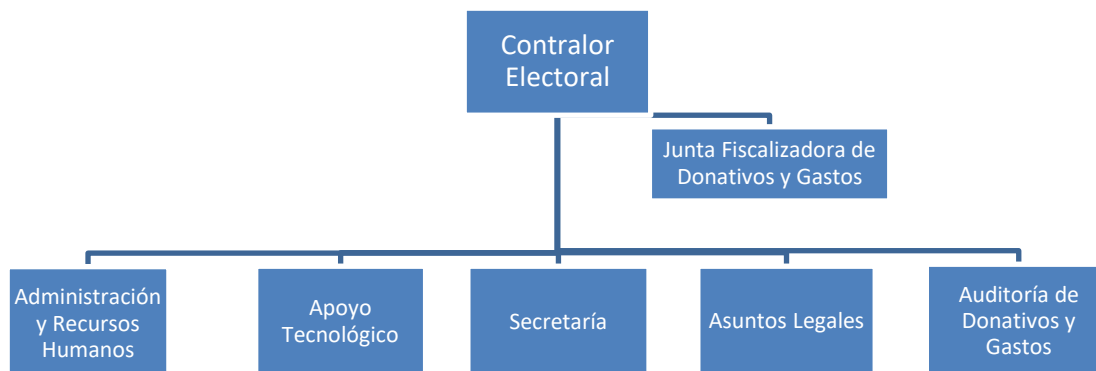 Contralor
Electoral
Junta Fiscalizadora de
Donativos y Gastos
Administración
y Recursos
Humanos
Apoyo
Tecnológico
Secretaría
Asuntos Legales
Auditoría de
Donativos y
Gastos